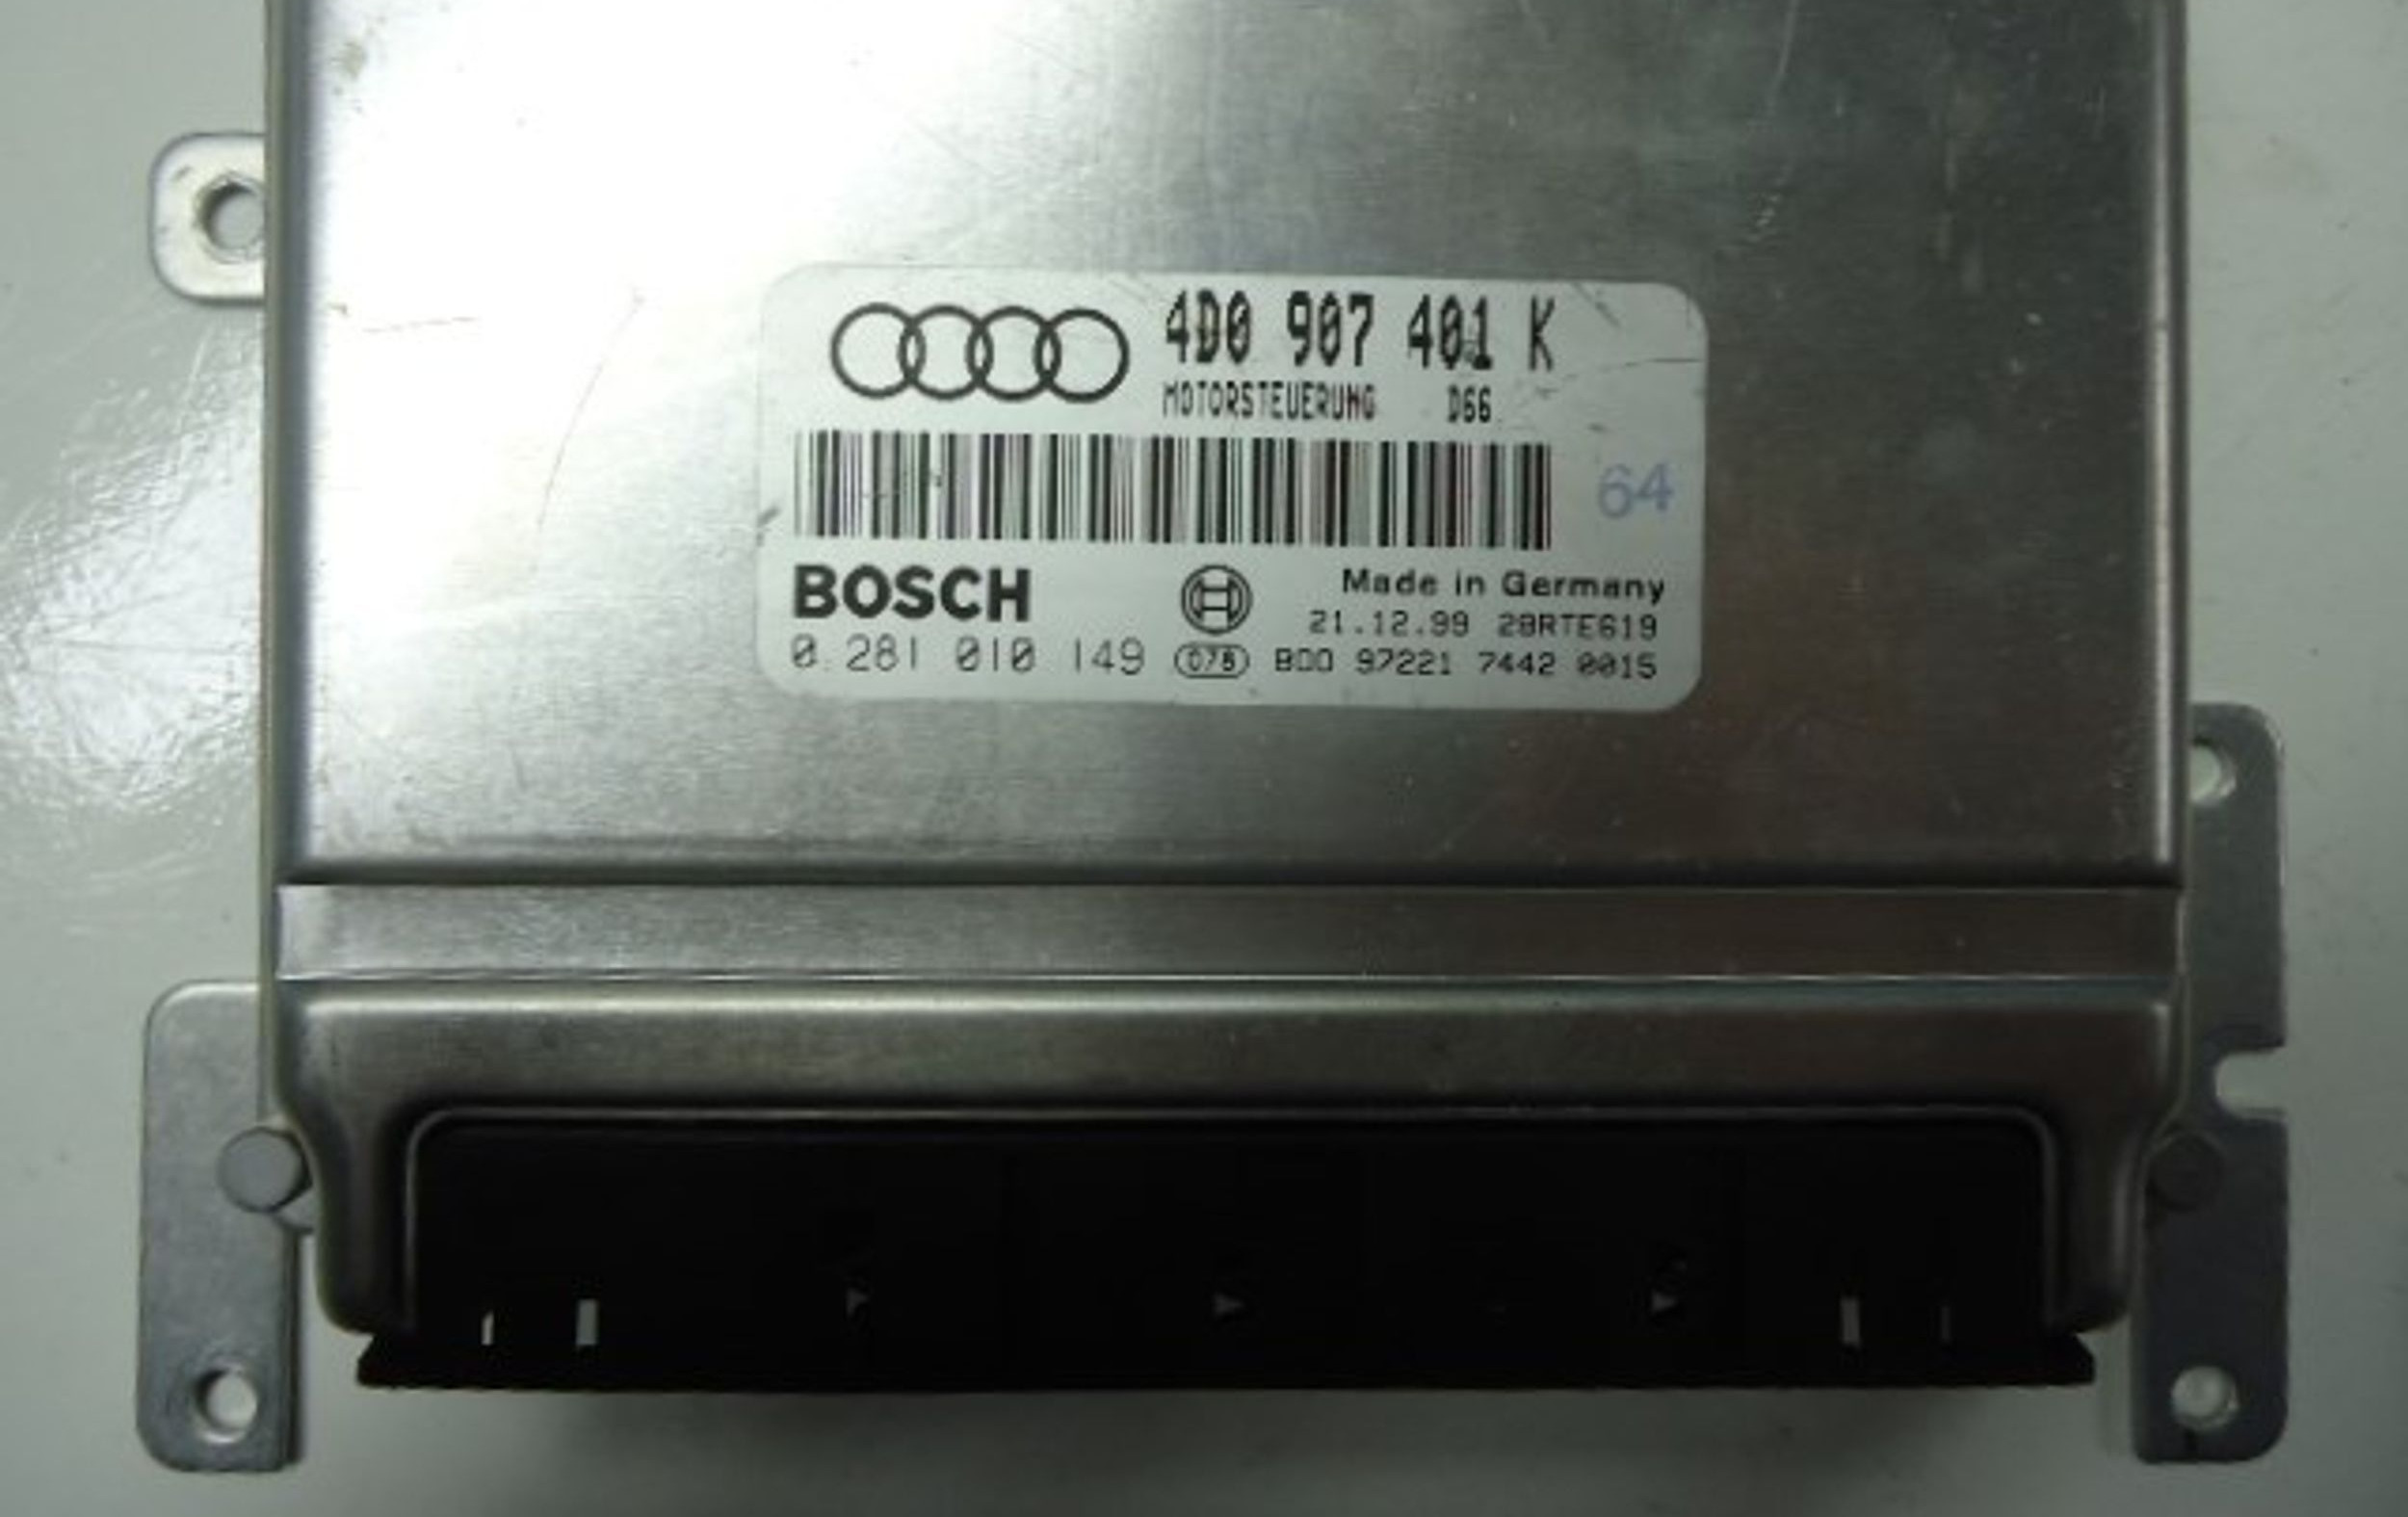 4D0 907 401 K
MOTORSTEUERUNG D66
64
BOSCH
Made in Germany
21.12.99 28RTE619
0 281 010 149 078 BDD 97221 7442 0015